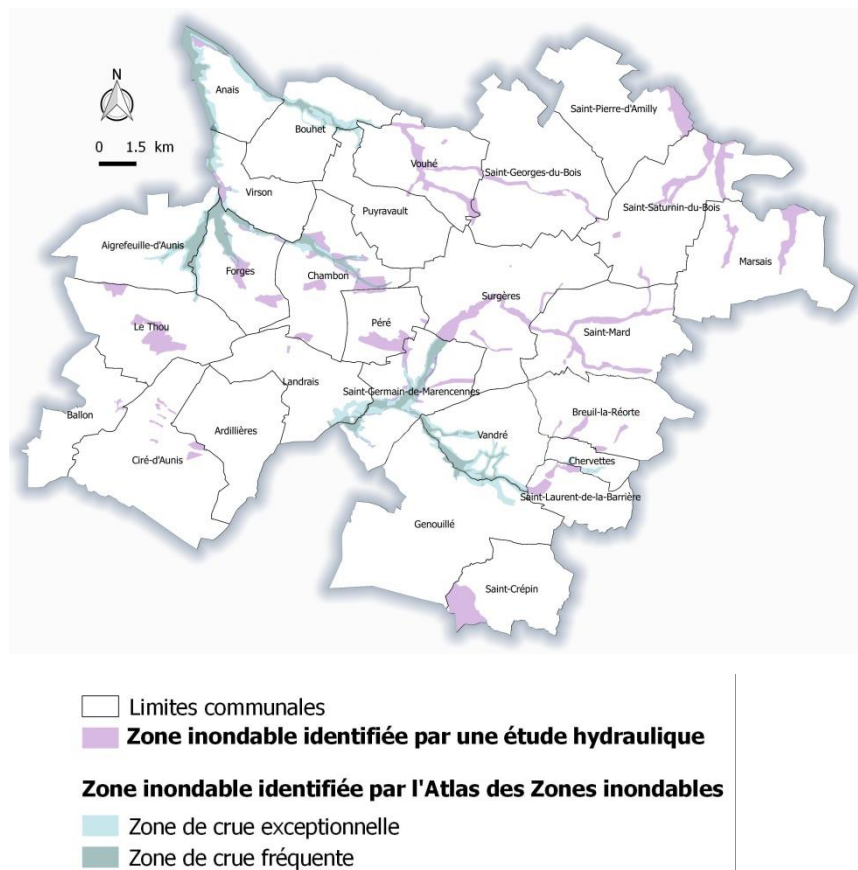 N
0 1.5 km
Anais
Bouhet
Saint-Pierre-d'Amilly
Vouhé
Saint-Georges-du-Bois
Virson
Puyravault
Saint-Saturnin-du-Bois
Aigrefeuille-d'Aunis
Forges
Chambon
Marsais
Surgères
Le Thou
Péré
Saint-Mard
Landrais
Saint-Germain-de-Marencennes
Ballon
Ardillières
Breuil-la-Réorte
Vandré
Ciré-d'Aunis
Chervettes
Saint-Laurent-de-la-Barrière
Genouillé
Saint-Crépin
Limites communales
Zone inondable identifiée par une étude hydraulique
Zone inondable identifiée par l'Atlas des Zones inondables
Zone de crue exceptionnelle
Zone de crue fréquente